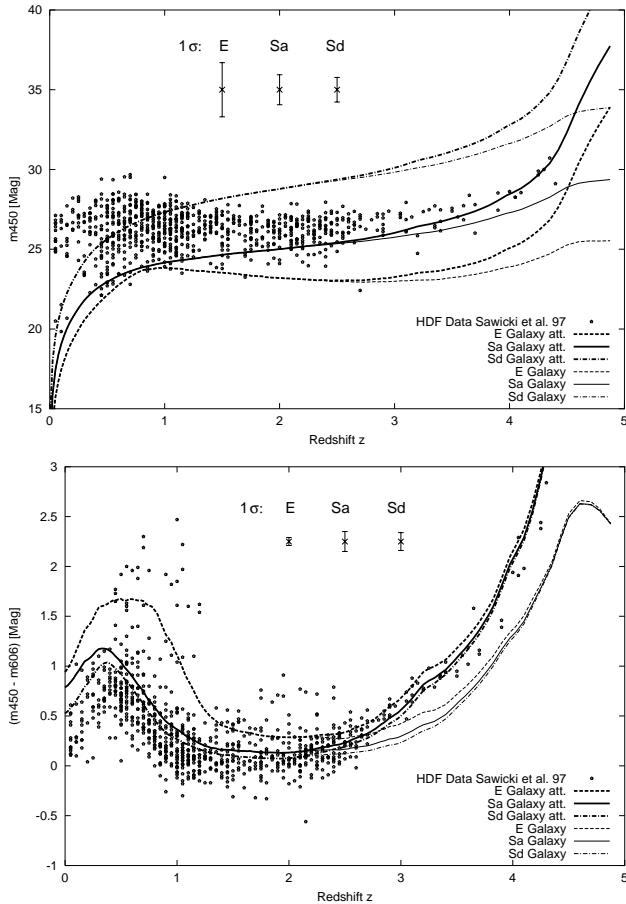 40
35
30
25
20
15
m450 [Mag]
1σ: E Sa Sd
HDF Data Sawicki et al. 97
E Galaxy att.
Sa Galaxy att.
Sd Galaxy att.
E Galaxy
Sa Galaxy
Sd Galaxy
0 1 2 3 4 5
Redshift z
3
2.5
2
1.5
1
0.5
0
-0.5
-1
(m450 - m606) [Mag]
1σ: E Sa Sd
HDF Data Sawicki et al. 97
E Galaxy att.
Sa Galaxy att.
Sd Galaxy att.
E Galaxy
Sa Galaxy
Sd Galaxy
0 1 2 3 4 5
Redshift z